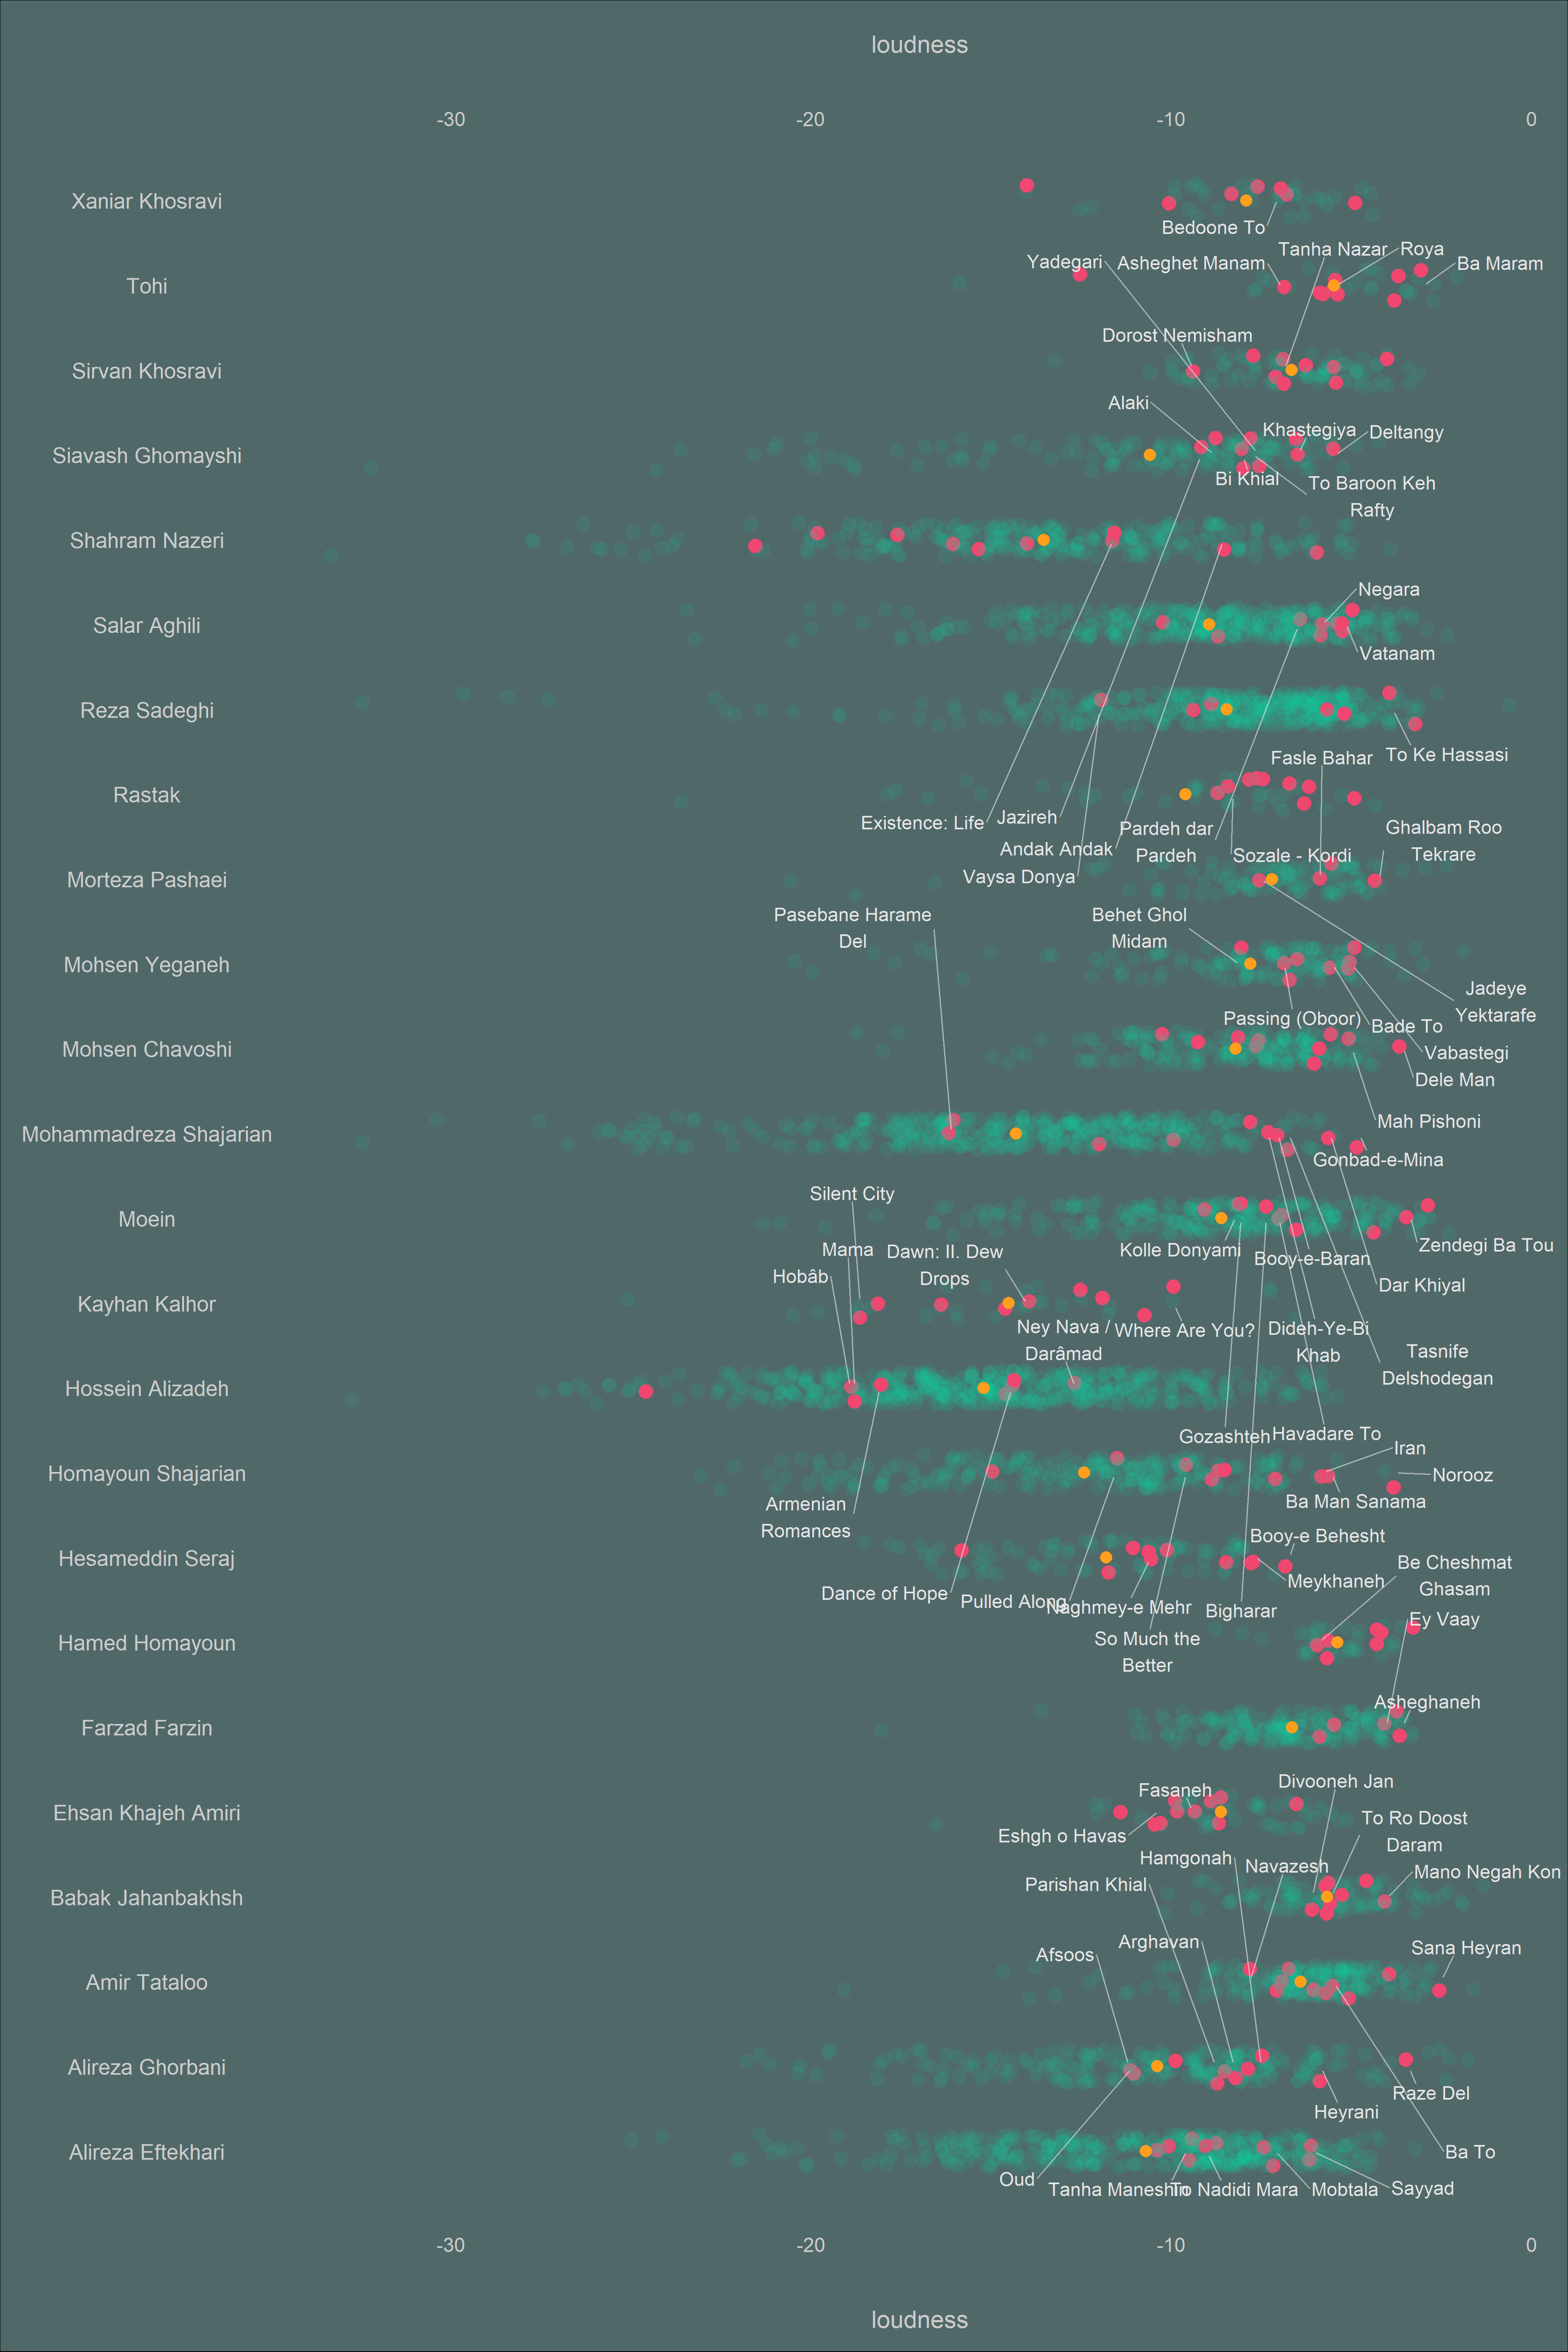 loudness
-30 -20 -10 0
Xaniar Khosravi
Bedoone To
Tanha Nazar
Roya
Yadegari
Asheghet Manam
Ba Maram
Tohi
Dorost Nemisham
Sirvan Khosravi
Alaki
Khastegiya
Deltangy
Siavash Ghomayshi
Bi Khial
To Baroon Keh
Rafty
Shahram Nazeri
Negara
Salar Aghili
Vatanam
Reza Sadeghi
To Ke Hassasi
Fasle Bahar
Rastak
Existence: Life
Jazireh
Pardeh dar
Pardeh
Ghalbam Roo
Tekrare
Andak Andak
Sozale - Kordi
Vaysa Donya
Morteza Pashaei
Pasebane Harame
Del
Behet Ghol
Midam
Mohsen Yeganeh
Jadeye
Yektarafe
Passing (Oboor)
Bade To
Mohsen Chavoshi
Vabastegi
Dele Man
Mah Pishoni
Mohammadreza Shajarian
Gonbad-e-Mina
Silent City
Moein
Mama
Dawn: II. Dew
Drops
Kolle Donyami
Booy-e-Baran
Zendegi Ba Tou
Hobâb
Dar Khiyal
Kayhan Kalhor
Ney Nava /
Darâmad
Where Are You?
Dideh-Ye-Bi
Khab
Tasnife
Delshodegan
Hossein Alizadeh
Gozashteh
Havadare To
Iran
Homayoun Shajarian
Norooz
Armenian
Romances
Ba Man Sanama
Booy-e Behesht
Hesameddin Seraj
Be Cheshmat
Ghasam
Meykhaneh
Dance of Hope
Pulled Along
Naghmey-e Mehr
Bigharar
Ey Vaay
So Much the
Better
Hamed Homayoun
Asheghaneh
Farzad Farzin
Divooneh Jan
Fasaneh
Ehsan Khajeh Amiri
To Ro Doost
Daram
Eshgh o Havas
Hamgonah
Navazesh
Mano Negah Kon
Parishan Khial
Babak Jahanbakhsh
Arghavan
Sana Heyran
Afsoos
Amir Tataloo
Alireza Ghorbani
Raze Del
Heyrani
Alireza Eftekhari
Ba To
Oud
Tanha Maneshin
To Nadidi Mara
Mobtala
Sayyad
-30 -20 -10 0
loudness